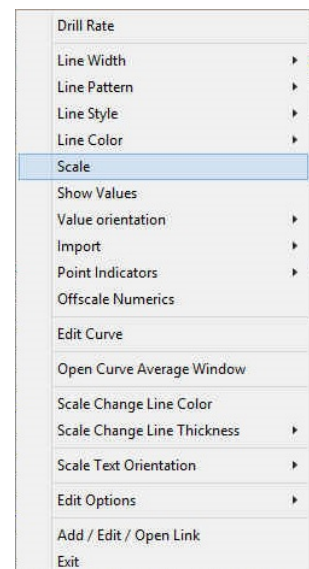 Drill Rate
Line Width
Line Pattern
Line Style
Line Color
Scale
Show Values
Value orientation
Import
Point Indicators
Offscale Numerics
Edit Curve
Open Curve Average Window
Scale Change Line Color
Scale Change Line Thickness
Scale Text Orientation
Edit Options
Add / Edit / Open Link
Exit